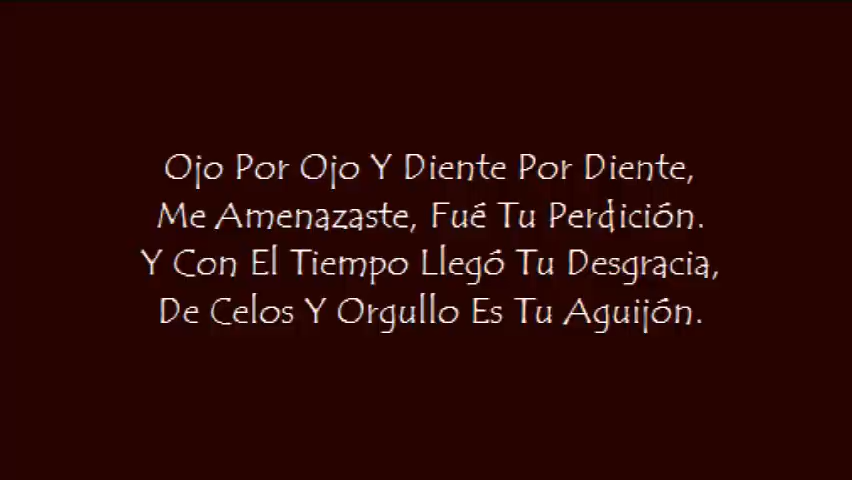 Ojo Por Ojo Y Diente Por Diente,
Me Amenazaste, Fué Tu Perdición.
Y Con El Tiempo Llegó Tu Desgracia,
De Celos Y Orgullo Es Tu Aguijón.